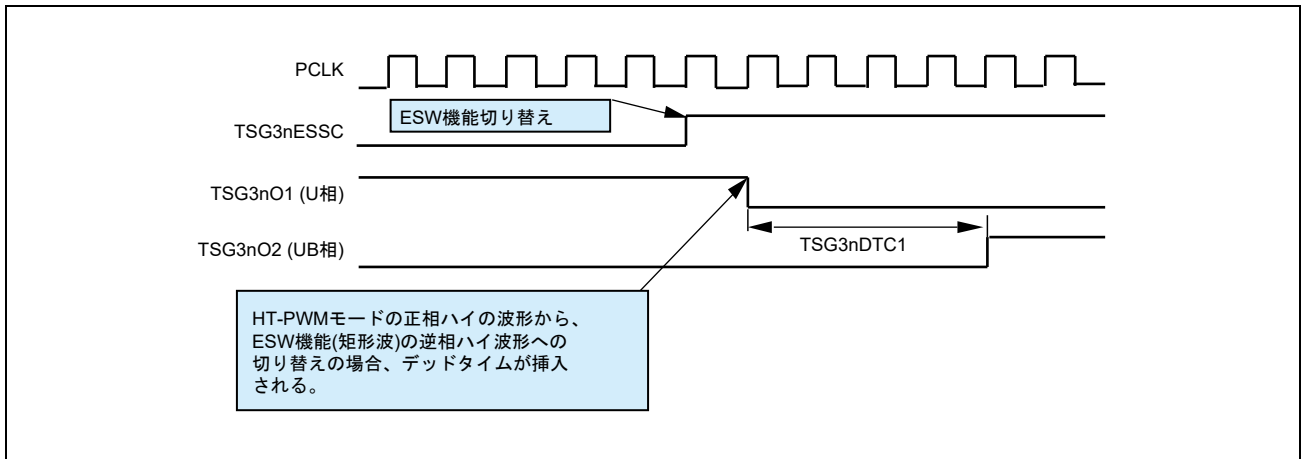 PCLK
ESW機能切り替え
TSG3nESSC
TSG3nO1 (U相)
TSG3nDTC1
TSG3nO2 (UB相)
HT-PWMモードの正相ハイの波形から、
ESW機能(矩形波)の逆相ハイ波形への
切り替えの場合、デッドタイムが挿入
される。